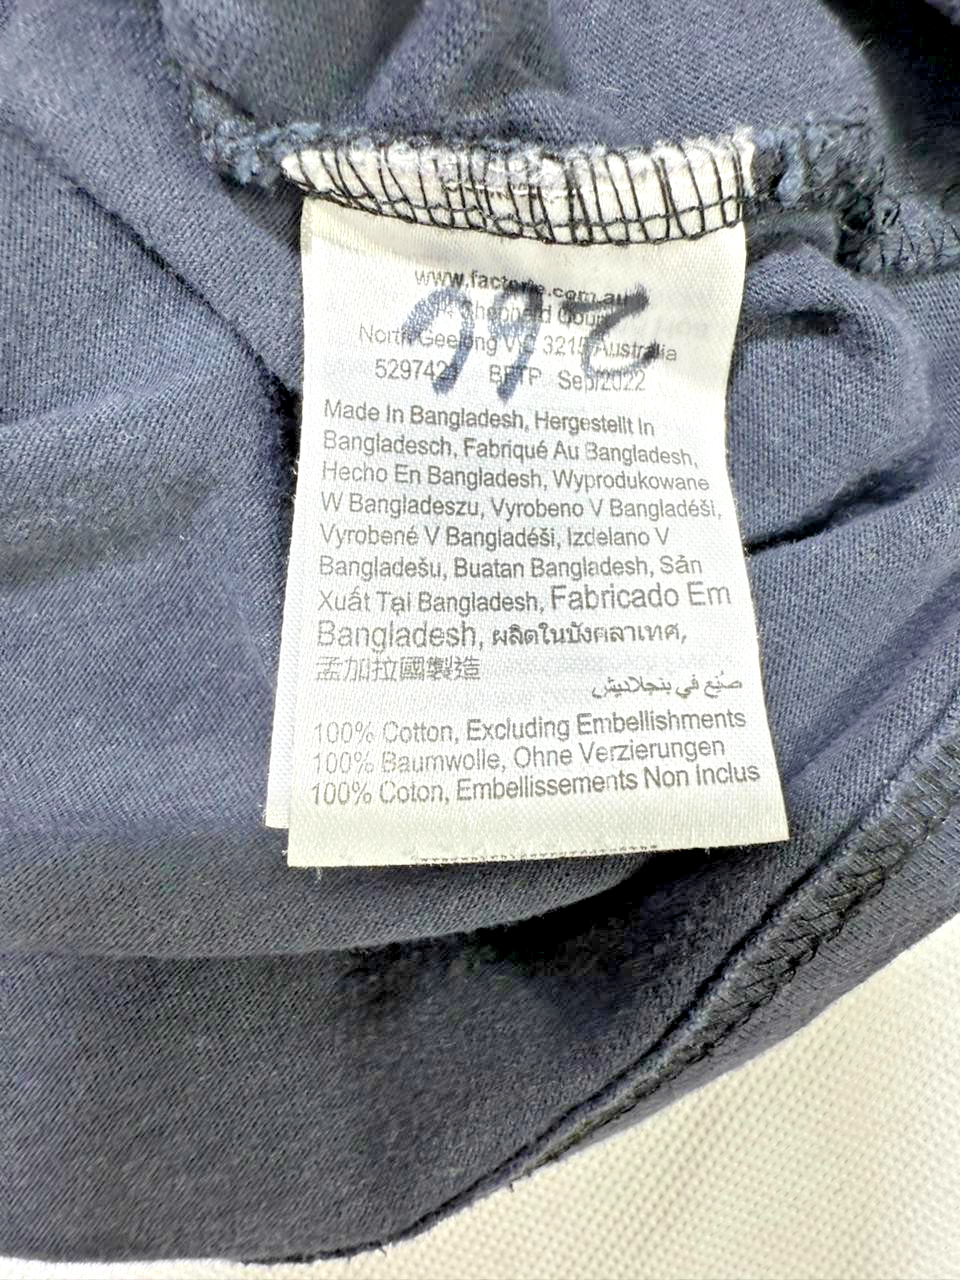 www.factorie.com.au
14 Shepherd Court
North Geelong VIC 3215 Australia
BFTP Sep/2022
Made In Bangladesh, Hergestellt In
Bangladesch, Fabriqué Au Bangladesh,
Hecho En Bangladesh, Wyprodukowane
W Bangladeszu, Vyrobeno V Bangladéši,
Vyrobené V Bangladéši, Izdelano V
Bangladešu, Buatan Bangladesh, Sản
Xuất Tại Bangladesh, Fabricado Em
Bangladesh, ผลิตในบังคลาเทศ,
孟加拉國製造
صُنِع في بنجلاديش
100% Cotton, Excluding Embellishments
100% Baumwolle, Ohne Verzierungen
100% Coton, Embellissements Non Inclus